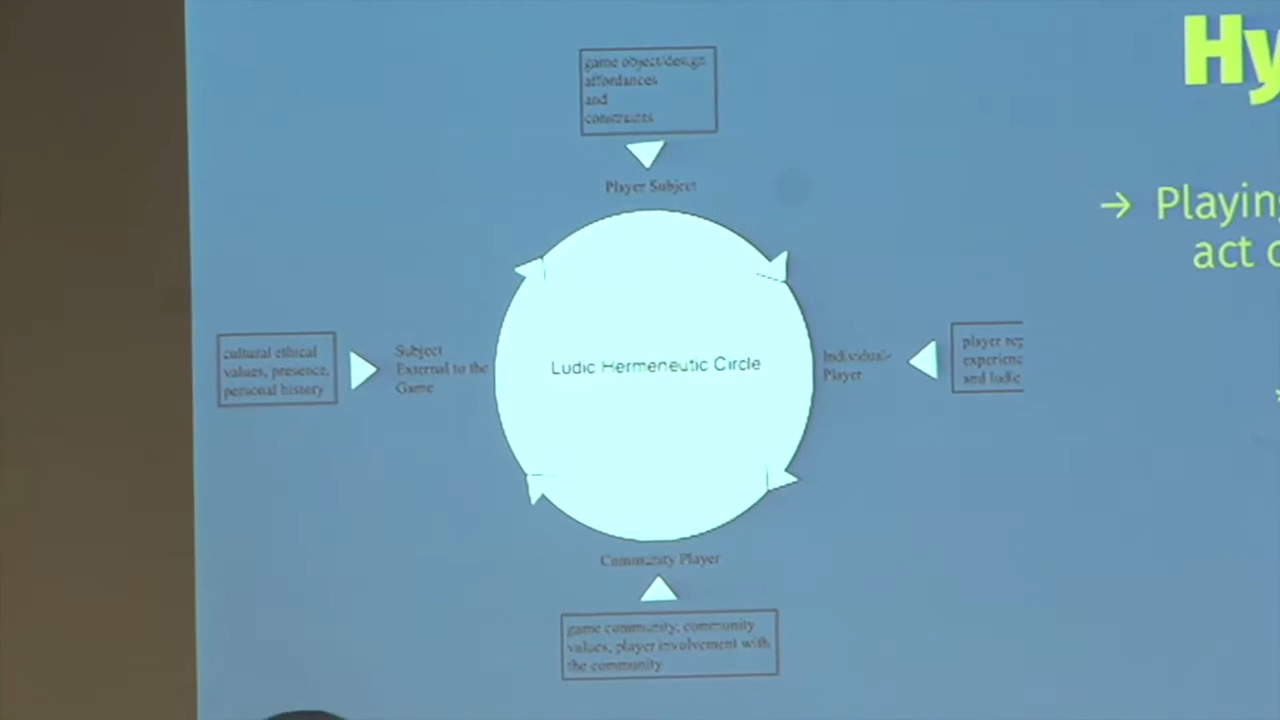 game object/design
affordances
and
constraints
Player Subject
Hy
→ Playin
act
cultural ethical
values, presence,
personal history
Subject
External to the
Game
Ludic Hermeneutic Circle
Individual-
Player
player rep
experienc
and ludic
Community Player
game community, community
values, player involvement with
the community